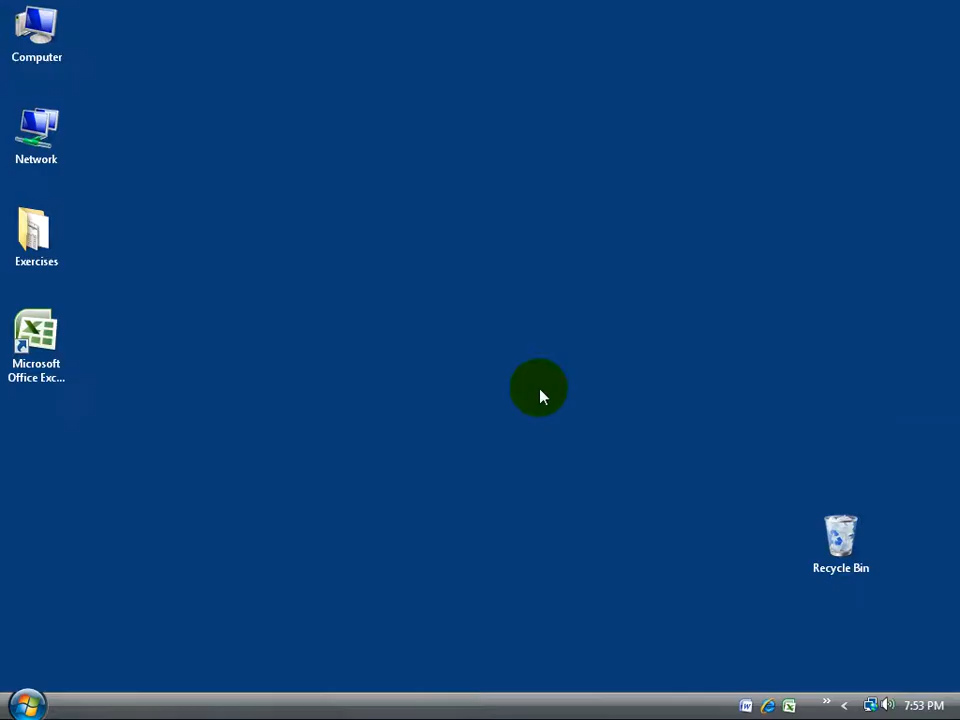 Computer
Network
Exercises
Microsoft
Office Exc...
Recycle Bin
7:53 PM